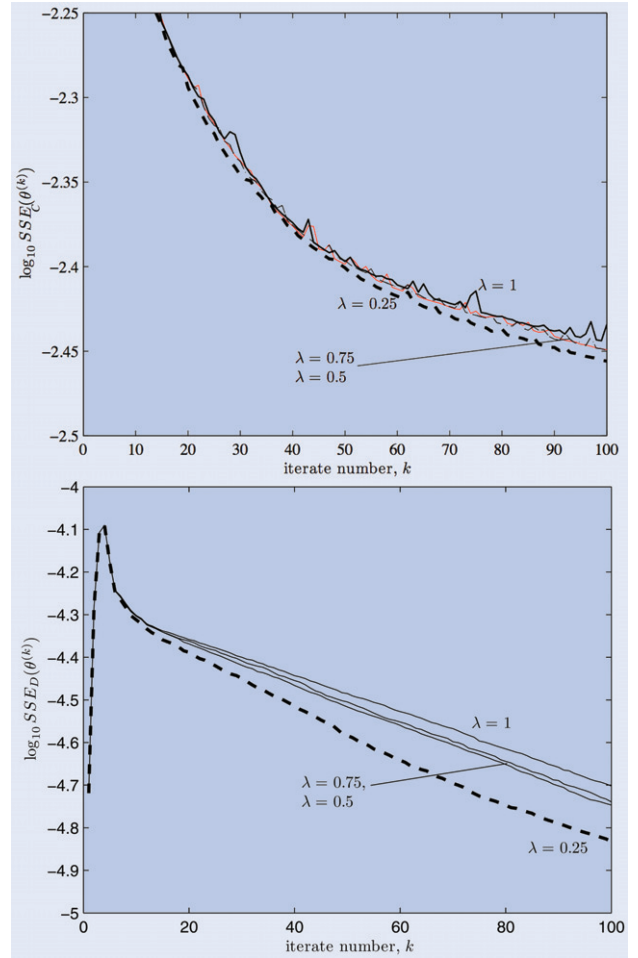 -2.25
-2.3
-2.35
-2.4
-2.45
-2.5
log₁₀ SSE_C(θ^(k))
λ = 1
λ = 0.25
λ = 0.75
λ = 0.5
0 10 20 30 40 50 60 70 80 90 100
iterate number, k
-4
-4.1
-4.2
-4.3
-4.4
-4.5
-4.6
-4.7
-4.8
-4.9
-5
log₁₀ SSE_D(θ^(k))
λ = 1
λ = 0.75,
λ = 0.5
λ = 0.25
0 20 40 60 80 100
iterate number, k